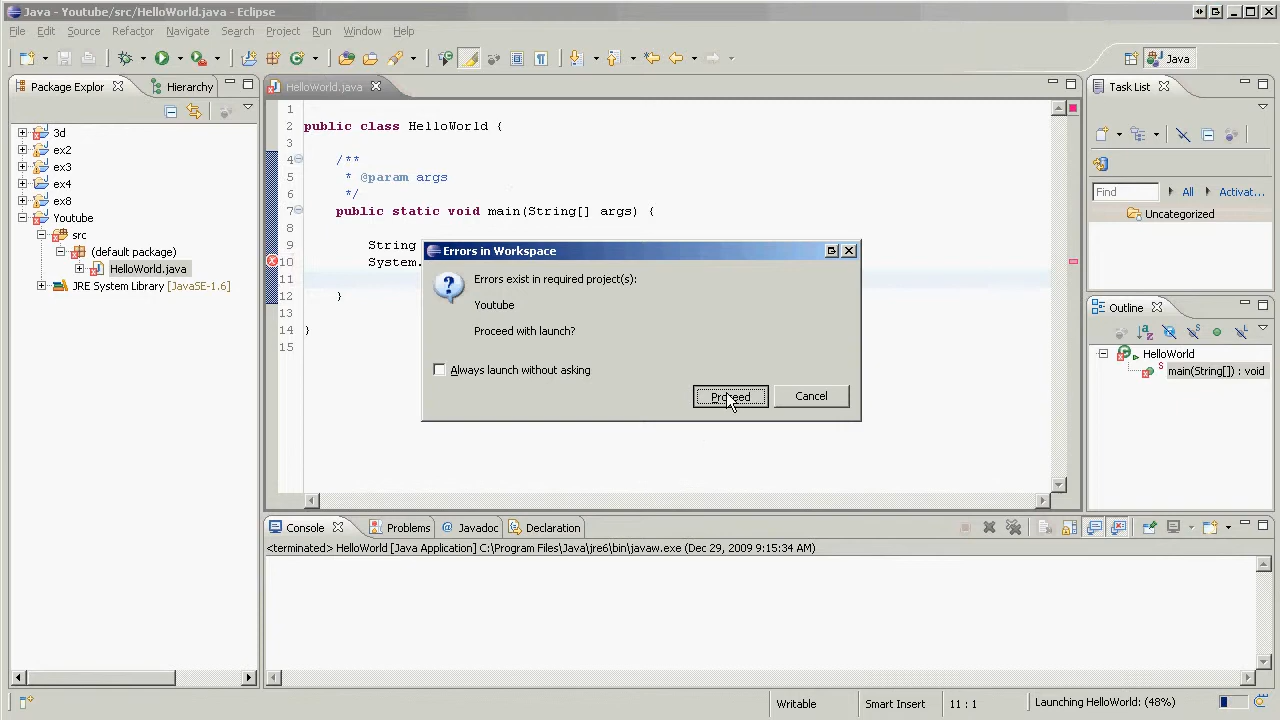 Java - Youtube/src/HelloWorld.java - Eclipse
File Edit Source Refactor Navigate Search Project Run Window Help
Java
Package Explor
Hierarchy
3d
ex2
ex3
ex4
ex8
Youtube
src
(default package)
HelloWorld.java
JRE System Library [JavaSE-1.6]
HelloWorld.java
1
2 public class HelloWorld {
3
4 /**
5 * @param args
6 */
7 public static void main(String[] args) {
8
9 String
10 System.
11
12 }
13
14 }
15
Errors in Workspace
Errors exist in required project(s):
Youtube
Proceed with launch?
Always launch without asking
Proceed
Cancel
Task List
Find
All
Activat...
Uncategorized
Outline
HelloWorld
main(String[]) : void
Console
Problems
@ Javadoc
Declaration
<terminated> HelloWorld [Java Application] C:\Program Files\Java\jre6\bin\javaw.exe (Dec 29, 2009 9:15:34 AM)
Writable
Smart Insert
11 : 1
Launching HelloWorld: (48%)